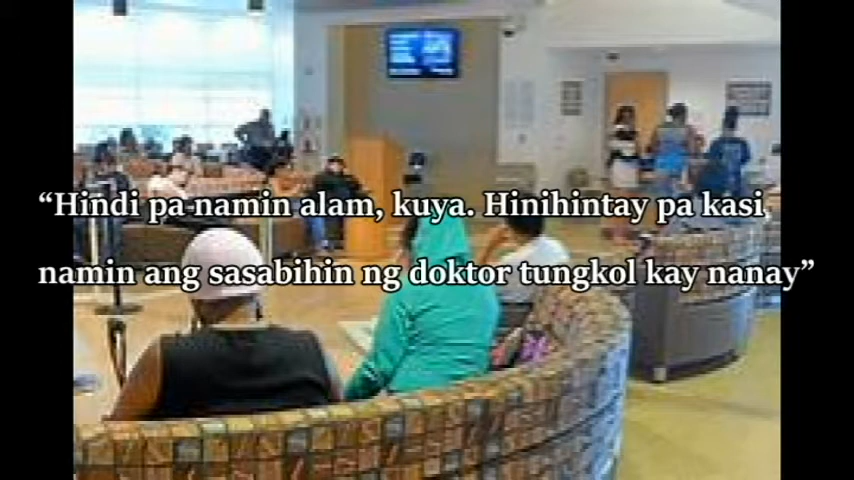 “Hindi pa namin alam, kuya. Hinihintay pa kasi
namin ang sasabihin ng doktor tungkol kay nanay”